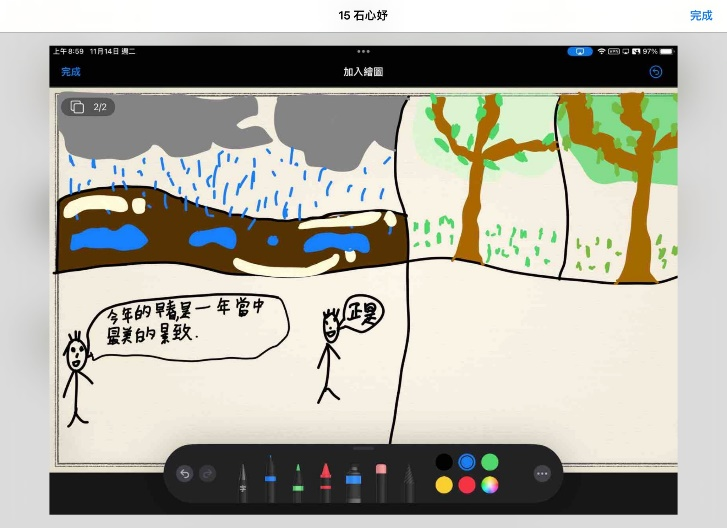 15 石心妤
完成
上午8:59 11月14日 週二
97%
完成
加入繪圖
2/2
今年的早春是一年當中
最美的景致.
正是